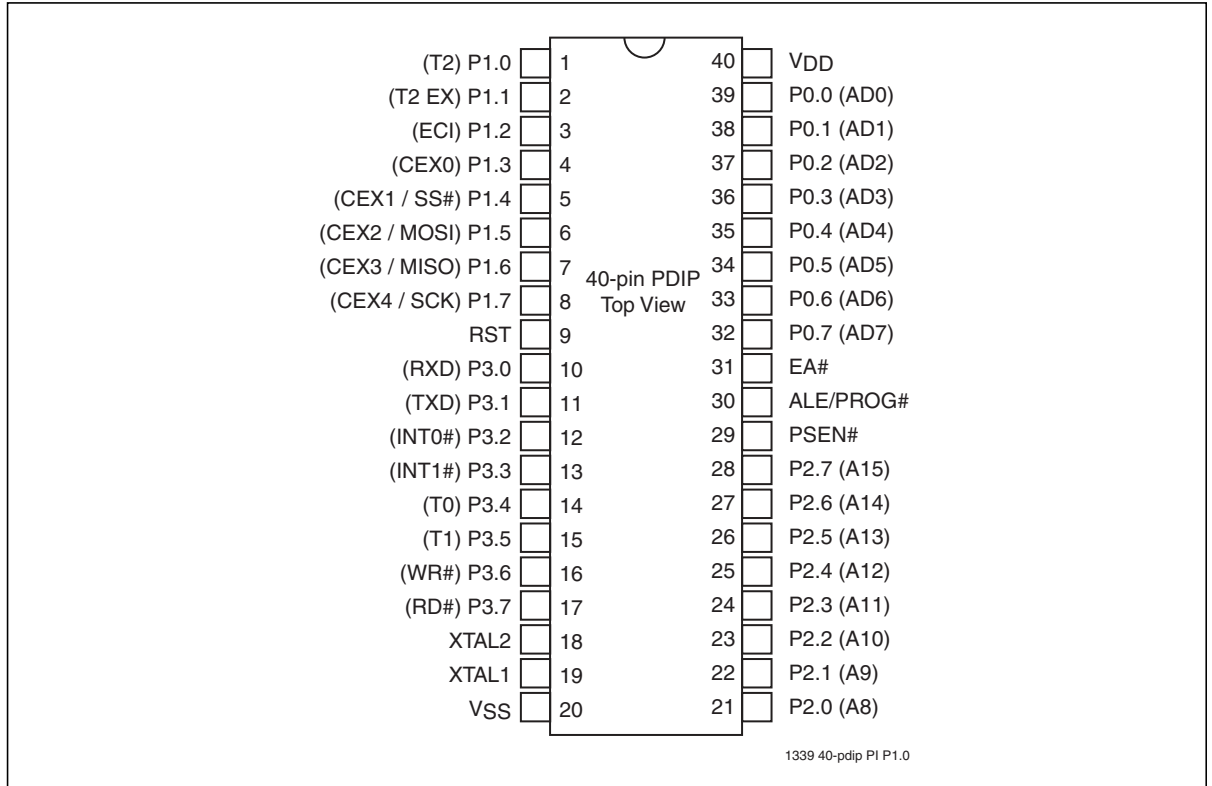 (T2) P1.0 1 40 VDD
(T2 EX) P1.1 2 39 P0.0 (AD0)
(ECI) P1.2 3 38 P0.1 (AD1)
(CEX0) P1.3 4 37 P0.2 (AD2)
(CEX1 / SS#) P1.4 5 36 P0.3 (AD3)
(CEX2 / MOSI) P1.5 6 35 P0.4 (AD4)
(CEX3 / MISO) P1.6 7 34 P0.5 (AD5)
40-pin PDIP
(CEX4 / SCK) P1.7 8 Top View 33 P0.6 (AD6)
RST 9 32 P0.7 (AD7)
(RXD) P3.0 10 31 EA#
(TXD) P3.1 11 30 ALE/PROG#
(INT0#) P3.2 12 29 PSEN#
(INT1#) P3.3 13 28 P2.7 (A15)
(T0) P3.4 14 27 P2.6 (A14)
(T1) P3.5 15 26 P2.5 (A13)
(WR#) P3.6 16 25 P2.4 (A12)
(RD#) P3.7 17 24 P2.3 (A11)
XTAL2 18 23 P2.2 (A10)
XTAL1 19 22 P2.1 (A9)
VSS 20 21 P2.0 (A8)
1339 40-pdip PI P1.0